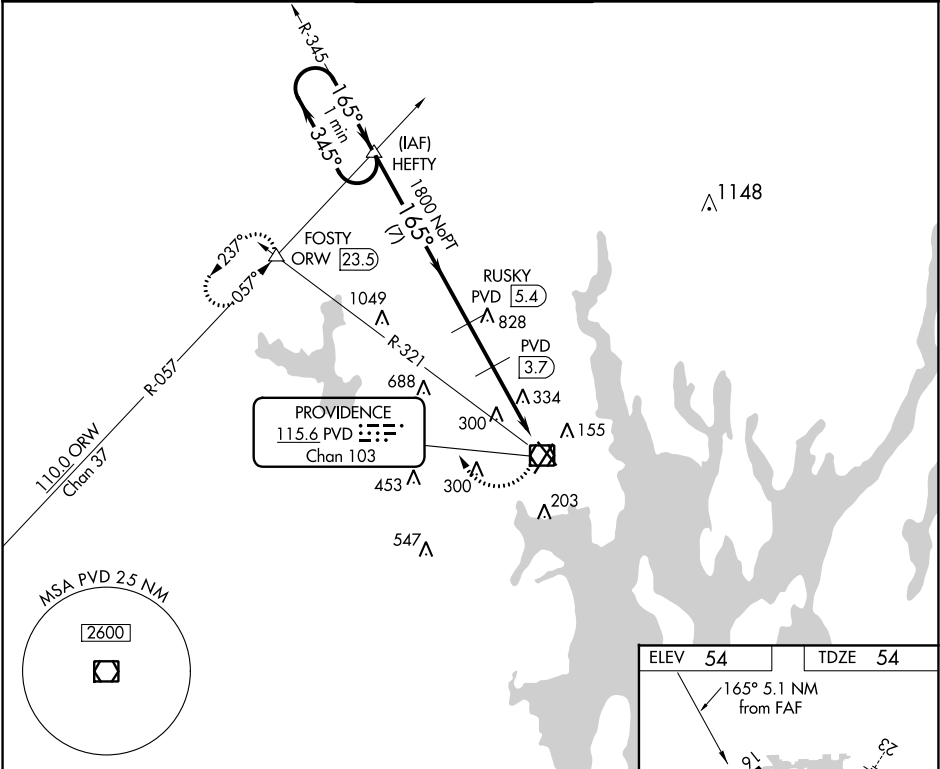 R-345
165°
1 min
345°
(IAF)
HEFTY
1148
1800 NoPT
165°
(7)
237°
FOSTY
ORW 23.5
057°
RUSKY
PVD 5.4
1049
828
R-321
PVD
3.7
R-057
688
334
PROVIDENCE
115.6 PVD
Chan 103
300
155
110.0 ORW
Chan 37
453
300
203
547
MSA PVD 25 NM
2600
ELEV 54
TDZE 54
165° 5.1 NM
from FAF
16
23